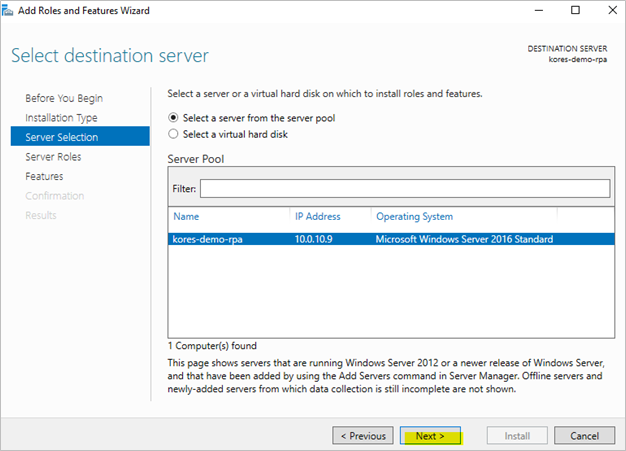 Add Roles and Features Wizard
Select destination server
DESTINATION SERVER
kores-demo-rpa
Before You Begin
Installation Type
Server Selection
Server Roles
Features
Confirmation
Results
Select a server or a virtual hard disk on which to install roles and features.
Select a server from the server pool
Select a virtual hard disk
Server Pool
Filter:
Name IP Address Operating System
kores-demo-rpa 10.0.10.9 Microsoft Windows Server 2016 Standard
1 Computer(s) found
This page shows servers that are running Windows Server 2012 or a newer release of Windows Server,
and that have been added by using the Add Servers command in Server Manager. Offline servers and
newly-added servers from which data collection is still incomplete are not shown.
< Previous Next > Install Cancel